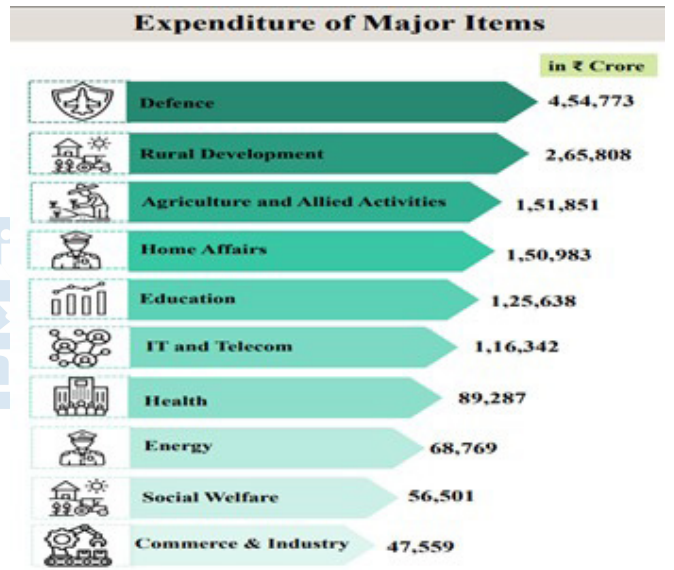 Expenditure of Major Items
in ₹ Crore
Defence 4,54,773
Rural Development 2,65,808
Agriculture and Allied Activities 1,51,851
Home Affairs 1,50,983
Education 1,25,638
IT and Telecom 1,16,342
Health 89,287
Energy 68,769
Social Welfare 56,501
Commerce & Industry 47,559